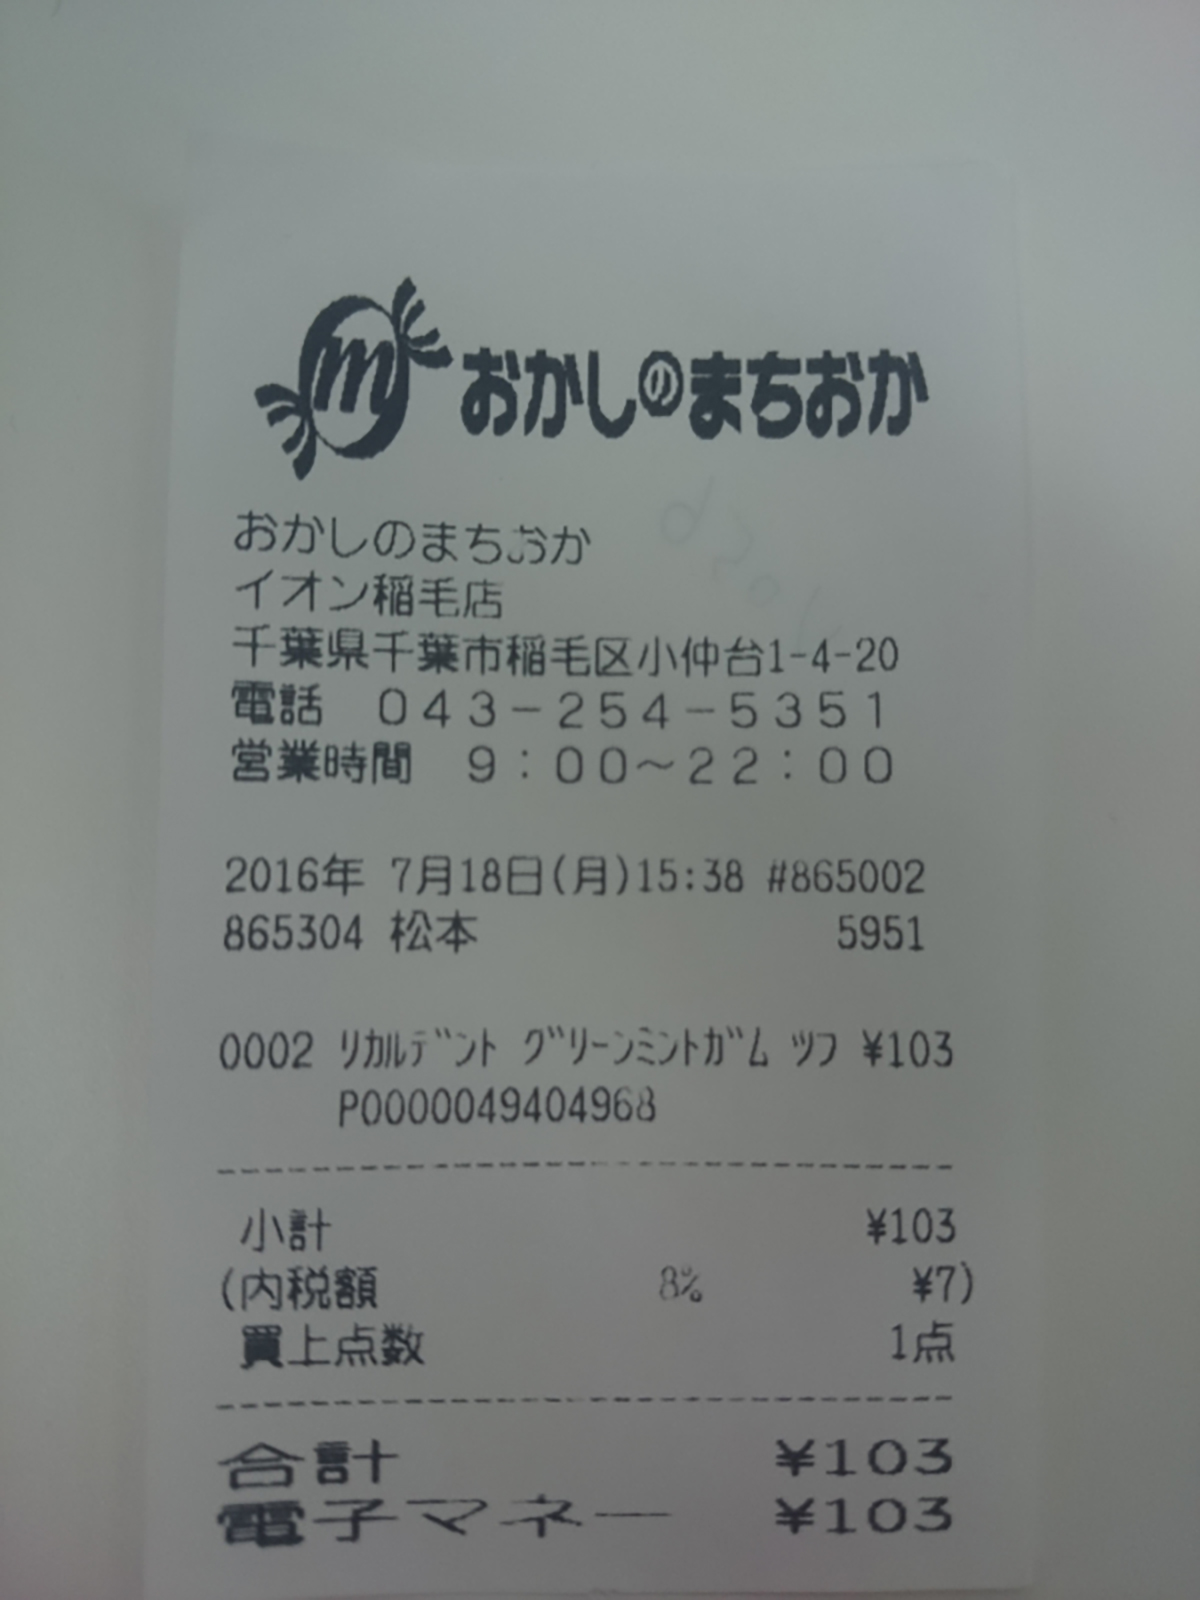 m おかしのまちおか
おかしのまちおか
イオン稲毛店
千葉県千葉市稲毛区小仲台1-4-20
電話　０４３－２５４－５３５１
営業時間　９：００～２２：００
2016年 7月18日(月)15:38 #865002
865304 松本 5951
0002 ﾘｶﾙﾃﾞﾝﾄ ｸﾞﾘｰﾝﾐﾝﾄｶﾞﾑ ﾂﾌ ¥103
P0000049404968
小計 ¥103
(内税額 8% ¥7)
買上点数 1点
合計 ¥103
電子マネー ¥103